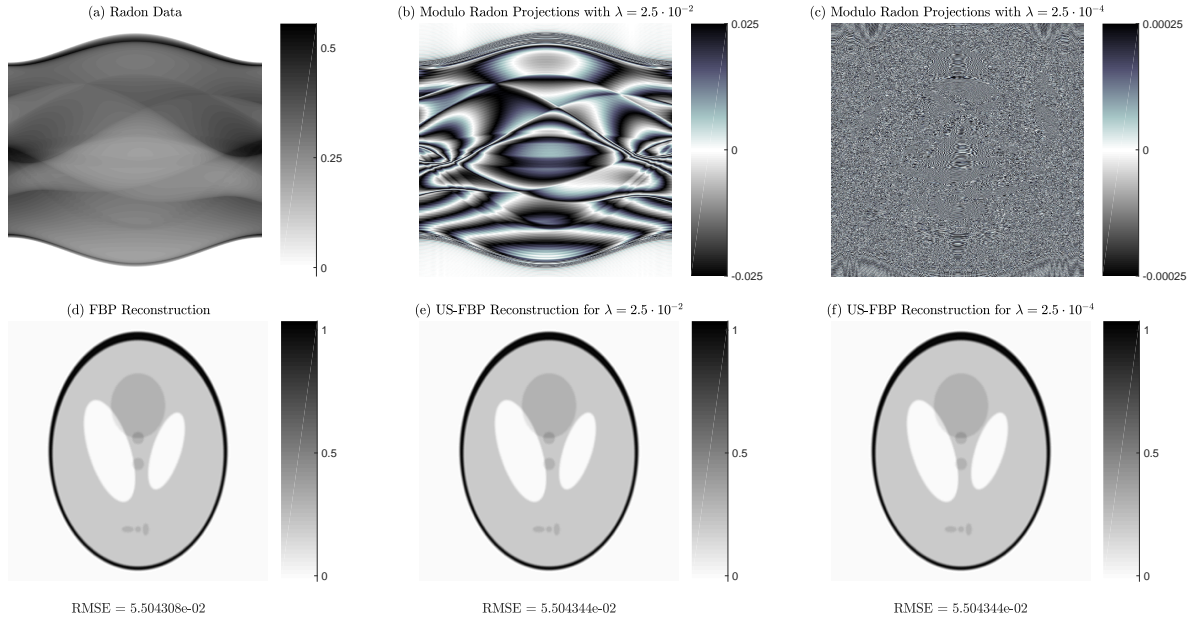 (a) Radon Data
0.5
0.25
0
(b) Modulo Radon Projections with λ = 2.5 · 10⁻²
0.025
0
-0.025
(c) Modulo Radon Projections with λ = 2.5 · 10⁻⁴
0.00025
0
-0.00025
(d) FBP Reconstruction
1
0.5
0
RMSE = 5.504308e-02
(e) US-FBP Reconstruction for λ = 2.5 · 10⁻²
1
0.5
0
RMSE = 5.504344e-02
(f) US-FBP Reconstruction for λ = 2.5 · 10⁻⁴
1
0.5
0
RMSE = 5.504344e-02